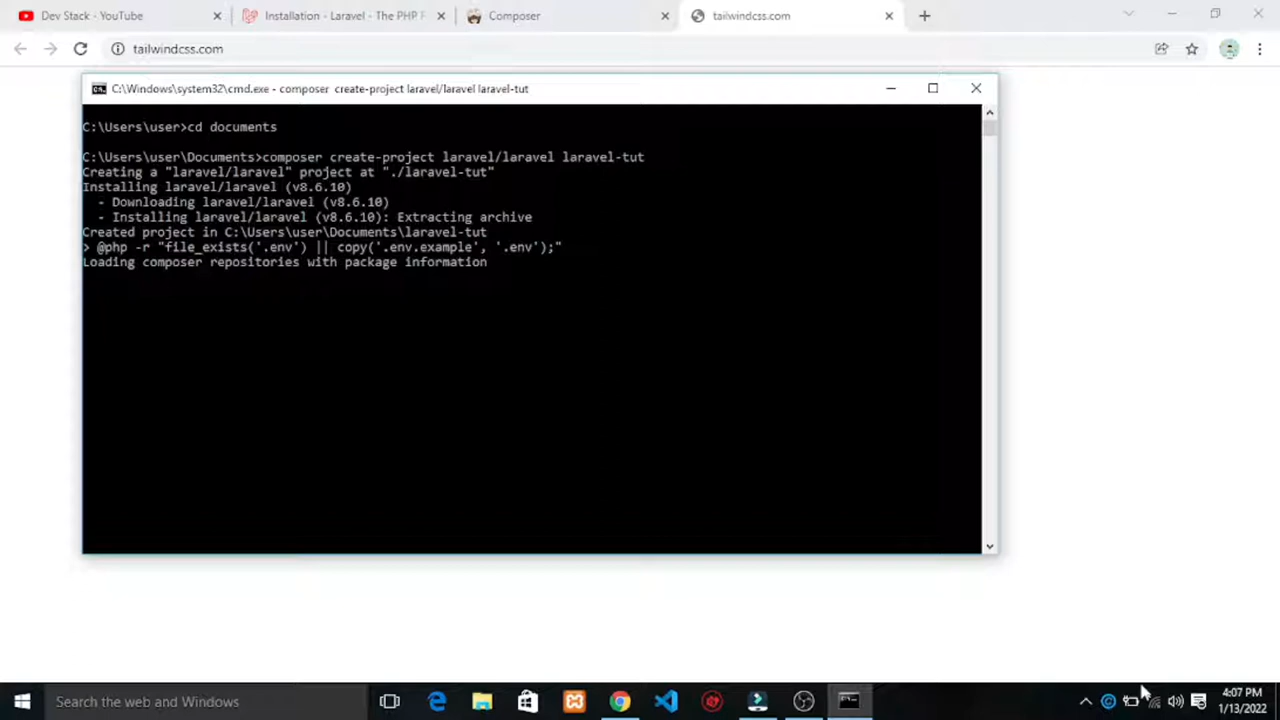 Dev Stack - YouTube
Installation - Laravel - The PHP F
Composer
tailwindcss.com
tailwindcss.com
C:\Windows\system32\cmd.exe - composer  create-project laravel/laravel laravel-tut
C:\Users\user>cd documents
C:\Users\user\Documents>composer create-project laravel/laravel laravel-tut
Creating a "laravel/laravel" project at "./laravel-tut"
Installing laravel/laravel (v8.6.10)
  - Downloading laravel/laravel (v8.6.10)
  - Installing laravel/laravel (v8.6.10): Extracting archive
Created project in C:\Users\user\Documents\laravel-tut
> @php -r "file_exists('.env') || copy('.env.example', '.env');"
Loading composer repositories with package information
Search the web and Windows
4:07 PM
1/13/2022